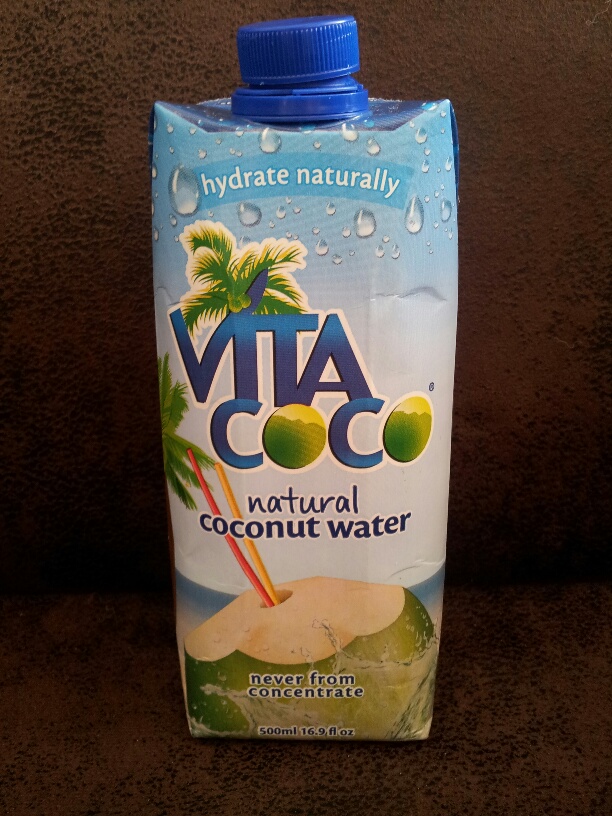 hydrate naturally
VITA
COCO
®
natural
coconut water
never from
concentrate
500ml 16.9 fl oz